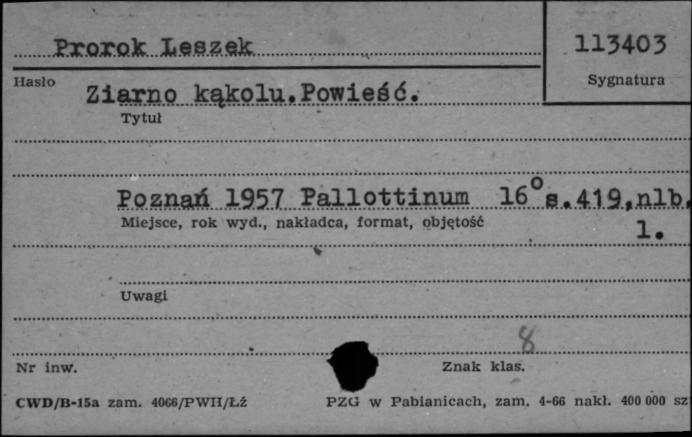 Prorok Leszek
113403
Hasło
Sygnatura
Ziarno kąkolu.Powieść.
Tytuł
Poznań 1957 Pallottinum 16° s.419,nlb.
Miejsce, rok wyd., nakładca, format, objętość
1.
Uwagi
8
Nr inw.
Znak klas.
CWD/B-15a zam. 4066/PWH/Łź
PZG w Pabianicach, zam. 4-66 nakł. 400 000 sz